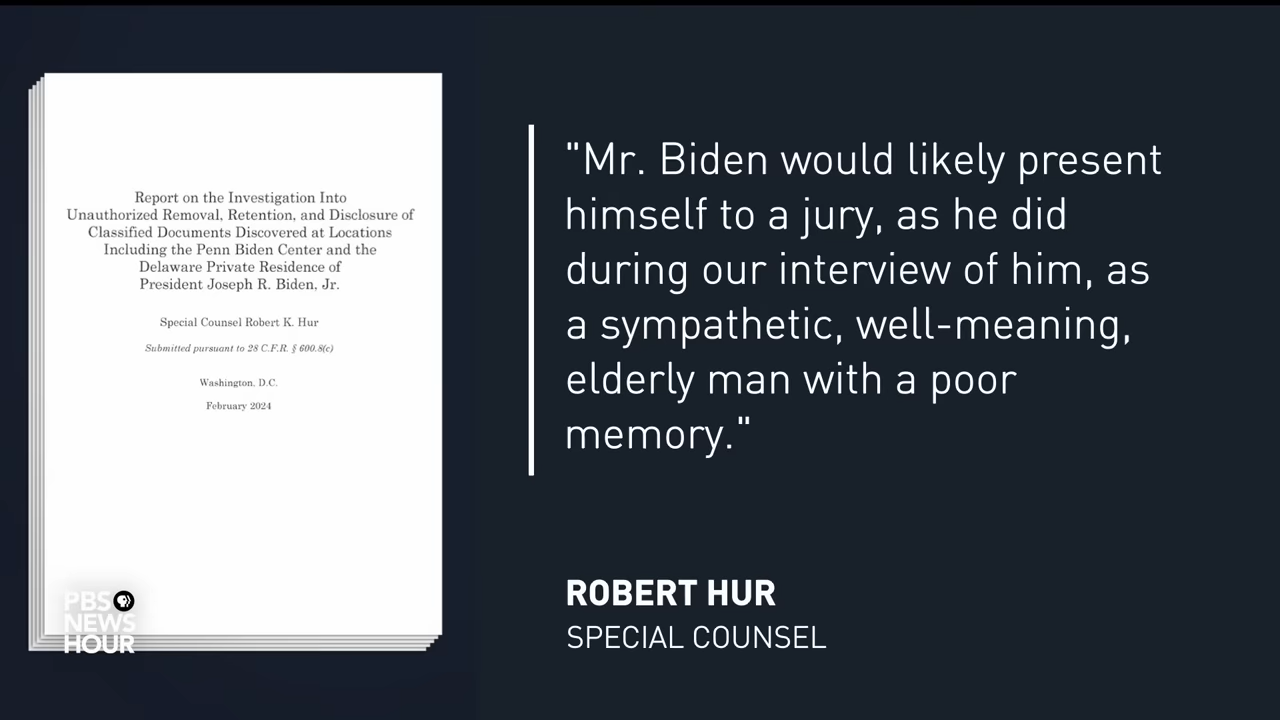 Report on the Investigation Into
Unauthorized Removal, Retention, and Disclosure of
Classified Documents Discovered at Locations
Including the Penn Biden Center and the
Delaware Private Residence of
President Joseph R. Biden, Jr.
Special Counsel Robert K. Hur
Submitted pursuant to 28 C.F.R. § 600.8(c)
Washington, D.C.
February 2024
PBS
NEWS
HOUR
"Mr. Biden would likely present
himself to a jury, as he did
during our interview of him, as
a sympathetic, well-meaning,
elderly man with a poor
memory."
ROBERT HUR
SPECIAL COUNSEL